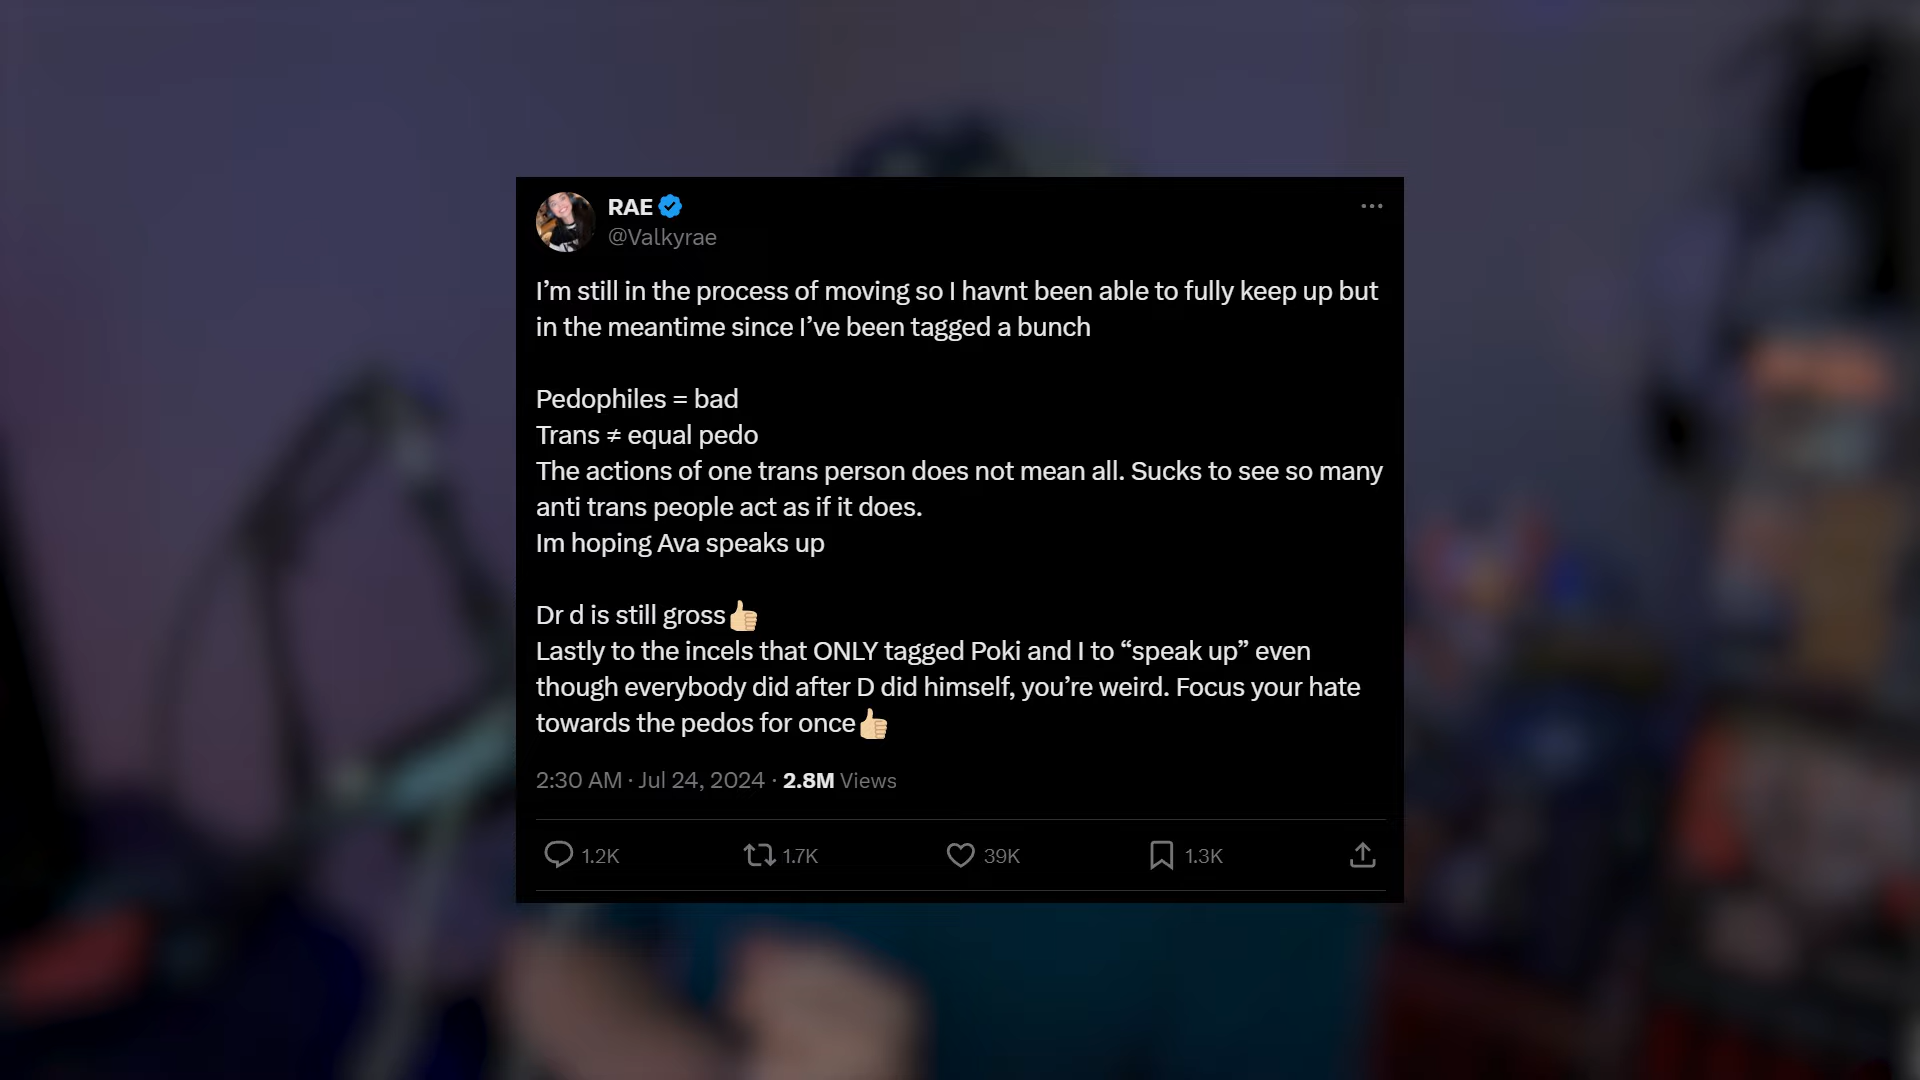 RAE
@Valkyrae
I’m still in the process of moving so I havnt been able to fully keep up but
in the meantime since I’ve been tagged a bunch
Pedophiles = bad
Trans ≠ equal pedo
The actions of one trans person does not mean all. Sucks to see so many
anti trans people act as if it does.
Im hoping Ava speaks up
Dr d is still gross👍🏼
Lastly to the incels that ONLY tagged Poki and I to “speak up” even
though everybody did after D did himself, you’re weird. Focus your hate
towards the pedos for once👍🏼
2:30 AM · Jul 24, 2024 · 2.8M Views
1.2K 1.7K 39K 1.3K